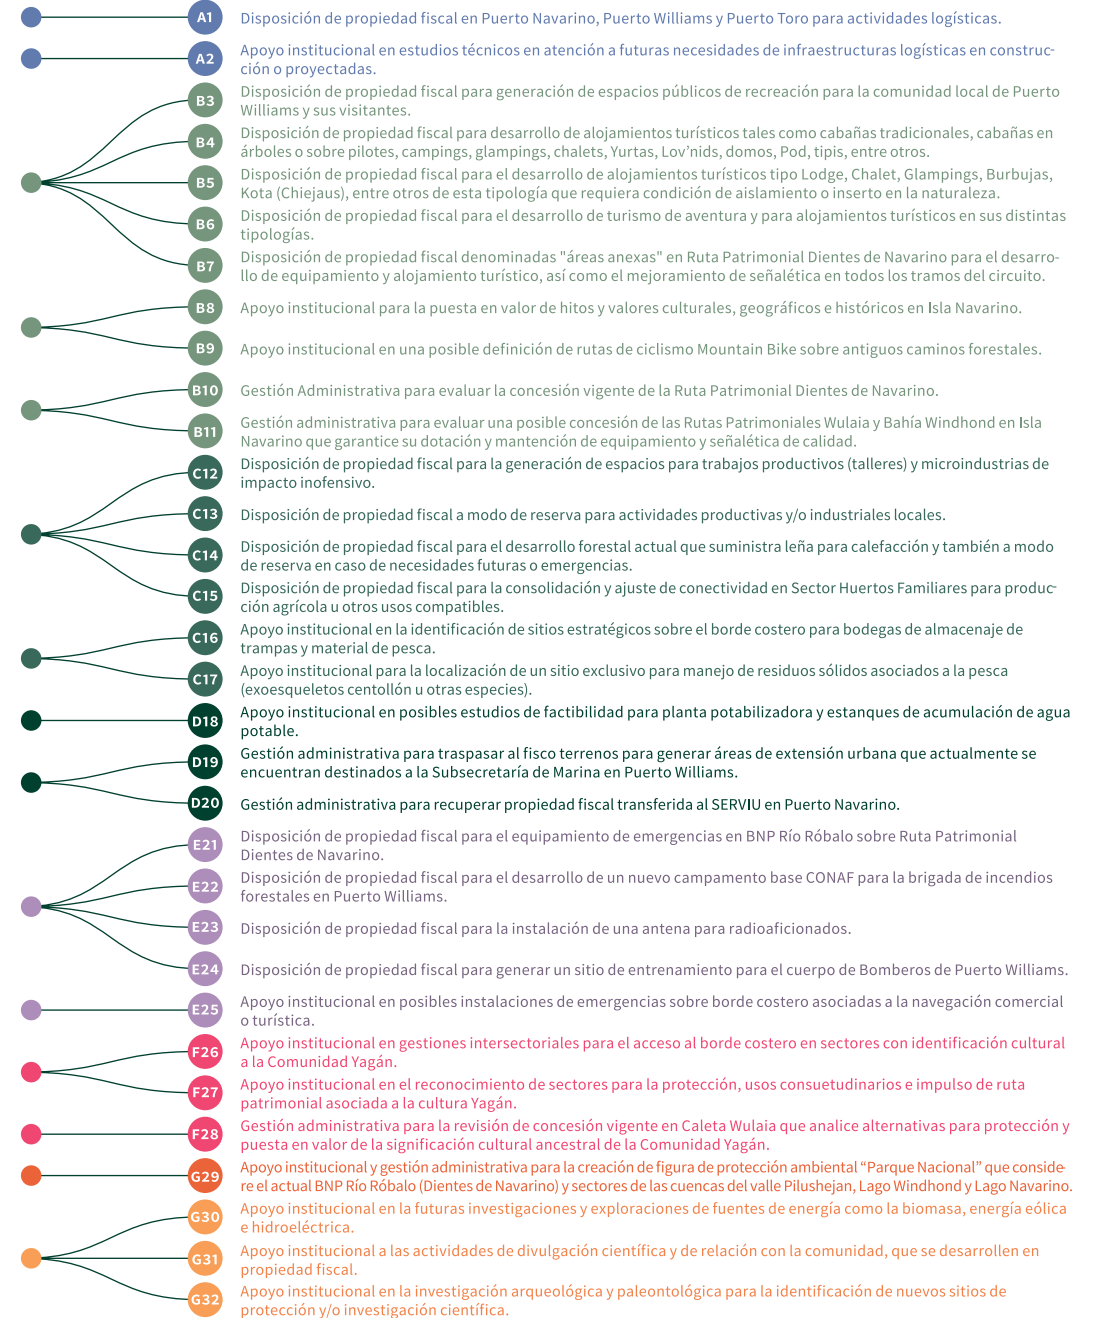 A1 Disposición de propiedad fiscal en Puerto Navarino, Puerto Williams y Puerto Toro para actividades logísticas.
A2 Apoyo institucional en estudios técnicos en atención a futuras necesidades de infraestructuras logísticas en construc-
ción o proyectadas.
B3 Disposición de propiedad fiscal para generación de espacios públicos de recreación para la comunidad local de Puerto
Williams y sus visitantes.
B4 Disposición de propiedad fiscal para desarrollo de alojamientos turísticos tales como cabañas tradicionales, cabañas en
árboles o sobre pilotes, campings, glampings, chalets, Yurtas, Lov'nids, domos, Pod, tipis, entre otros.
B5 Disposición de propiedad fiscal para el desarrollo de alojamientos turísticos tipo Lodge, Chalet, Glampings, Burbujas,
Kota (Chiejaus), entre otros de esta tipología que requiera condición de aislamiento o inserto en la naturaleza.
B6 Disposición de propiedad fiscal para el desarrollo de turismo de aventura y para alojamientos turísticos en sus distintas
tipologías.
B7 Disposición de propiedad fiscal denominadas "áreas anexas" en Ruta Patrimonial Dientes de Navarino para el desarro-
llo de equipamiento y alojamiento turístico, así como el mejoramiento de señalética en todos los tramos del circuito.
B8 Apoyo institucional para la puesta en valor de hitos y valores culturales, geográficos e históricos en Isla Navarino.
B9 Apoyo institucional en una posible definición de rutas de ciclismo Mountain Bike sobre antiguos caminos forestales.
B10 Gestión Administrativa para evaluar la concesión vigente de la Ruta Patrimonial Dientes de Navarino.
B11 Gestión administrativa para evaluar una posible concesión de las Rutas Patrimoniales Wulaia y Bahía Windhond en Isla
Navarino que garantice su dotación y mantención de equipamiento y señalética de calidad.
C12 Disposición de propiedad fiscal para la generación de espacios para trabajos productivos (talleres) y microindustrias de
impacto inofensivo.
C13 Disposición de propiedad fiscal a modo de reserva para actividades productivas y/o industriales locales.
C14 Disposición de propiedad fiscal para el desarrollo forestal actual que suministra leña para calefacción y también a modo
de reserva en caso de necesidades futuras o emergencias.
C15 Disposición de propiedad fiscal para la consolidación y ajuste de conectividad en Sector Huertos Familiares para produc-
ción agrícola u otros usos compatibles.
C16 Apoyo institucional en la identificación de sitios estratégicos sobre el borde costero para bodegas de almacenaje de
trampas y material de pesca.
C17 Apoyo institucional para la localización de un sitio exclusivo para manejo de residuos sólidos asociados a la pesca
(exoesqueletos centollón u otras especies).
D18 Apoyo institucional en posibles estudios de factibilidad para planta potabilizadora y estanques de acumulación de agua
potable.
D19 Gestión administrativa para traspasar al fisco terrenos para generar áreas de extensión urbana que actualmente se
encuentran destinados a la Subsecretaría de Marina en Puerto Williams.
D20 Gestión administrativa para recuperar propiedad fiscal transferida al SERVIU en Puerto Navarino.
E21 Disposición de propiedad fiscal para el equipamiento de emergencias en BNP Río Róbalo sobre Ruta Patrimonial
Dientes de Navarino.
E22 Disposición de propiedad fiscal para el desarrollo de un nuevo campamento base CONAF para la brigada de incendios
forestales en Puerto Williams.
E23 Disposición de propiedad fiscal para la instalación de una antena para radioaficionados.
E24 Disposición de propiedad fiscal para generar un sitio de entrenamiento para el cuerpo de Bomberos de Puerto Williams.
E25 Apoyo institucional en posibles instalaciones de emergencias sobre borde costero asociadas a la navegación comercial
o turística.
F26 Apoyo institucional en gestiones intersectoriales para el acceso al borde costero en sectores con identificación cultural
a la Comunidad Yagán.
F27 Apoyo institucional en el reconocimiento de sectores para la protección, usos consuetudinarios e impulso de ruta
patrimonial asociada a la cultura Yagán.
F28 Gestión administrativa para la revisión de concesión vigente en Caleta Wulaia que analice alternativas para protección y
puesta en valor de la significación cultural ancestral de la Comunidad Yagán.
G29 Apoyo institucional y gestión administrativa para la creación de figura de protección ambiental “Parque Nacional” que conside-
re el actual BNP Río Róbalo (Dientes de Navarino) y sectores de las cuencas del valle Pilushejan, Lago Windhond y Lago Navarino.
G30 Apoyo institucional en la futuras investigaciones y exploraciones de fuentes de energía como la biomasa, energía eólica
e hidroeléctrica.
G31 Apoyo institucional a las actividades de divulgación científica y de relación con la comunidad, que se desarrollen en
propiedad fiscal.
G32 Apoyo institucional en la investigación arqueológica y paleontológica para la identificación de nuevos sitios de
protección y/o investigación científica.